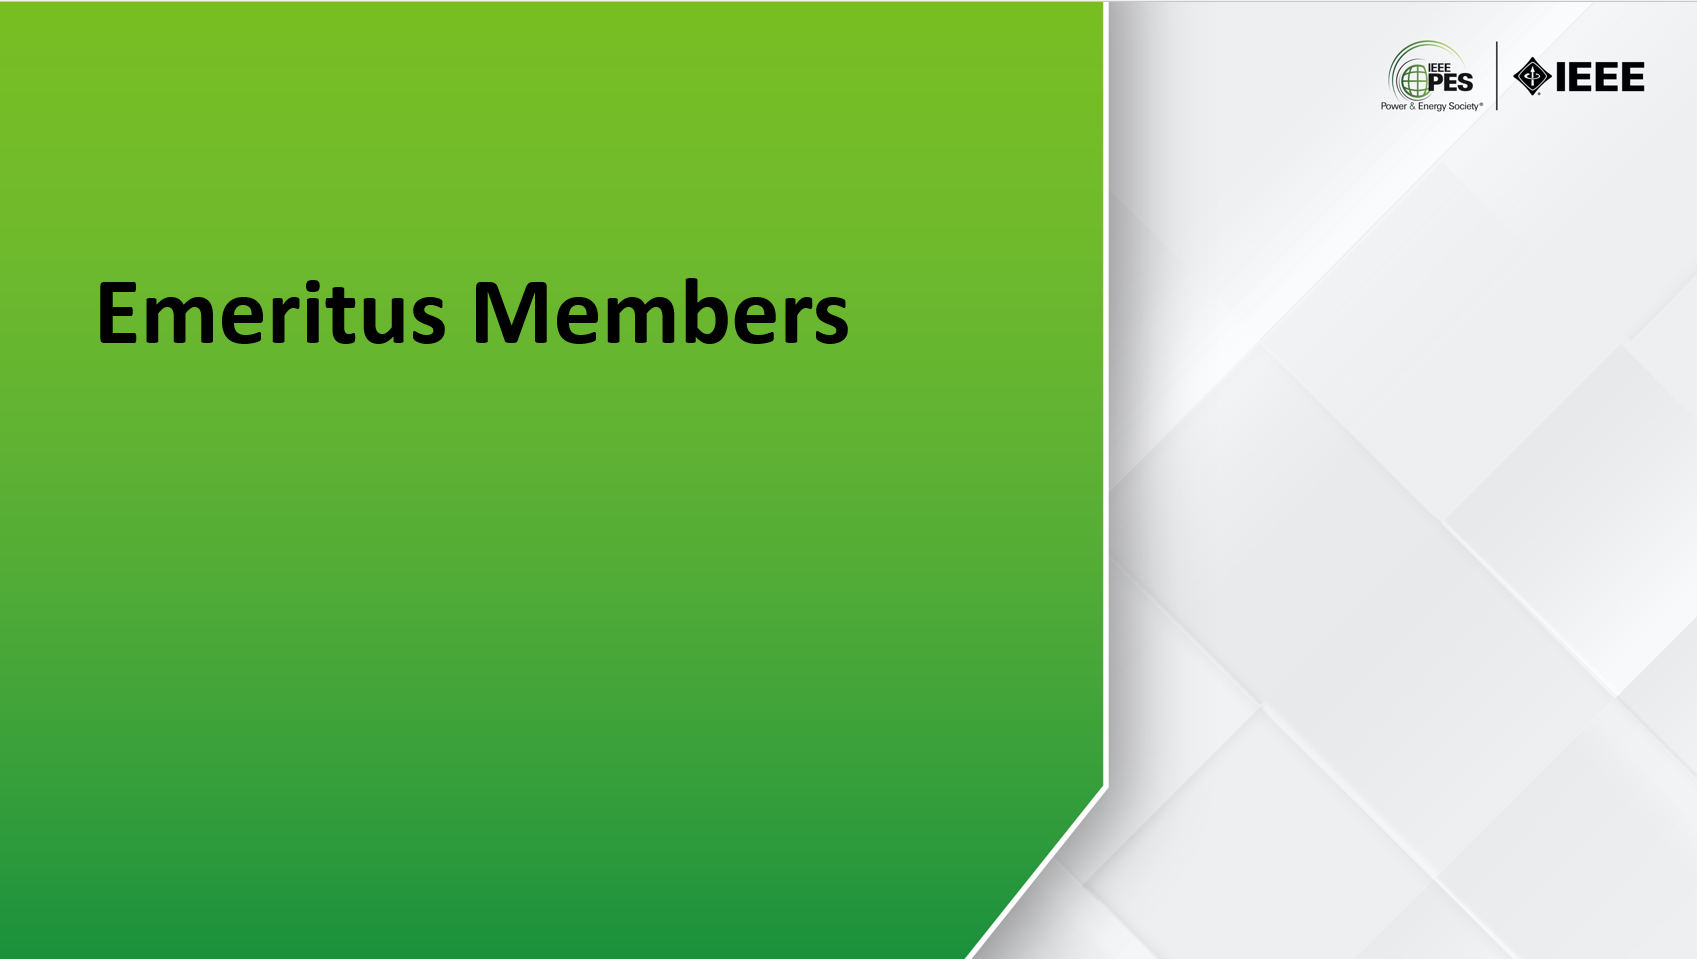 IEEE
PES
Power & Energy Society®
IEEE
Emeritus Members